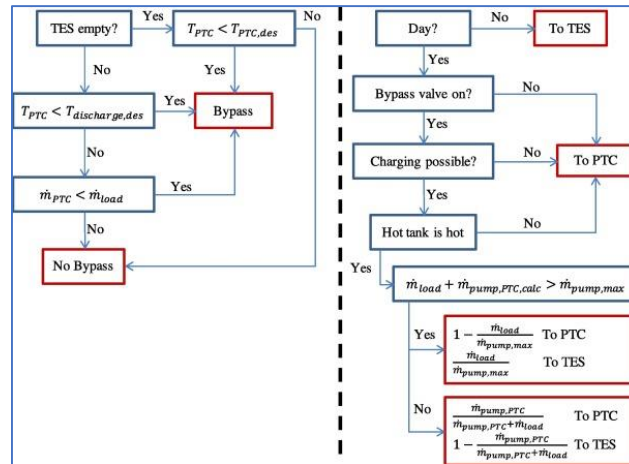 TES empty?
Yes
T_PTC < T_PTC,des
No
No
Yes
T_PTC < T_discharge,des
Yes
Bypass
No
ṁ_PTC < ṁ_load
Yes
No
No Bypass
Day?
No
To TES
Yes
Bypass valve on?
No
Yes
Charging possible?
No
To PTC
Yes
Hot tank is hot
No
Yes
ṁ_load + ṁ_pump,PTC,calc > ṁ_pump,max
Yes
1 − ṁ_load / ṁ_pump,max To PTC
ṁ_load / ṁ_pump,max To TES
No
ṁ_pump,PTC / ṁ_pump,PTC+ṁ_load To PTC
1 − ṁ_pump,PTC / ṁ_pump,PTC+ṁ_load To TES